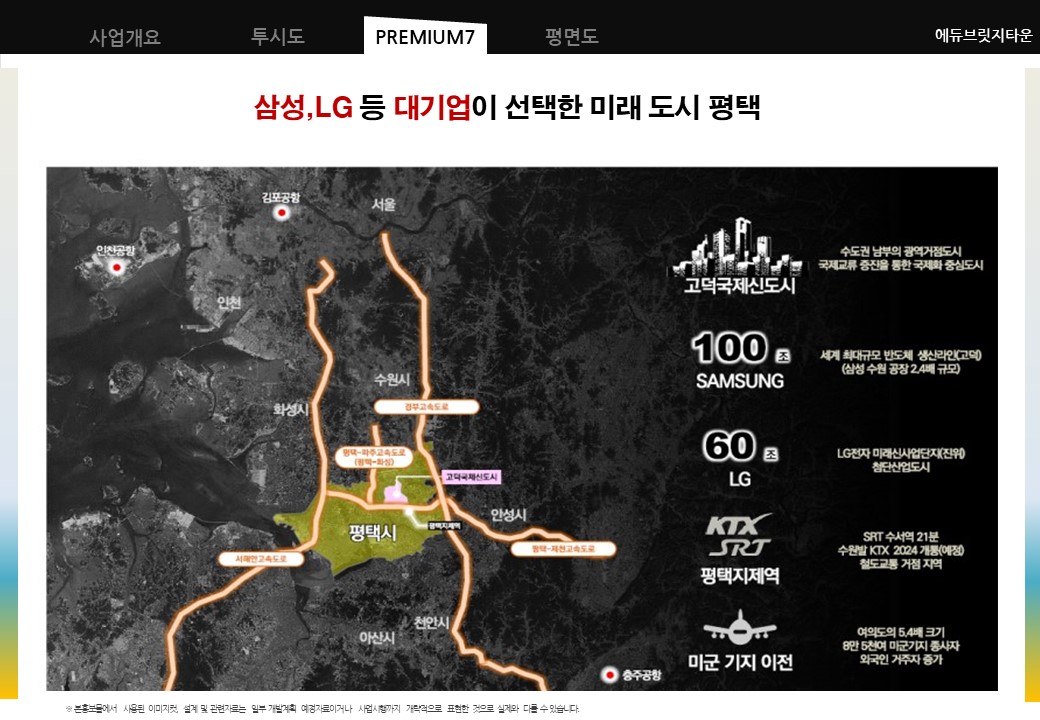 사업개요 투시도 PREMIUM7 평면도 에듀브릿지타운
삼성,LG 등 대기업이 선택한 미래 도시 평택
김포공항
서울
인천공항
인천
수원시
화성시
경부고속도로
평택-파주고속도로
(평택-화성)
고덕국제신도시
안성시
평택지제역
평택시
평택-제천고속도로
서해안고속도로
천안시
아산시
충주공항
고덕국제신도시
수도권 남부의 광역거점도시
국제교류 증진을 통한 국제화 중심도시
100 조
SAMSUNG
세계 최대규모 반도체 생산라인(고덕)
(삼성 수원 공장 2.4배 규모)
60 조
LG
LG전자 미래신사업단지(진위)
첨단산업도시
KTX
SRT
평택지제역
SRT 수서역 21분
수원발 KTX 2024 개통(예정)
철도교통 거점 지역
미군 기지 이전
여의도의 5.4배 크기
8만 5천여 미군기지 종사자
외국인 거주자 증가
※ 본홍보물에서 사용된 이미지컷, 설계 및 관련자료는 일부 개발계획 예정자료이거나 사업시행까지 개략적으로 표현한 것으로 실제와 다를 수 있습니다.